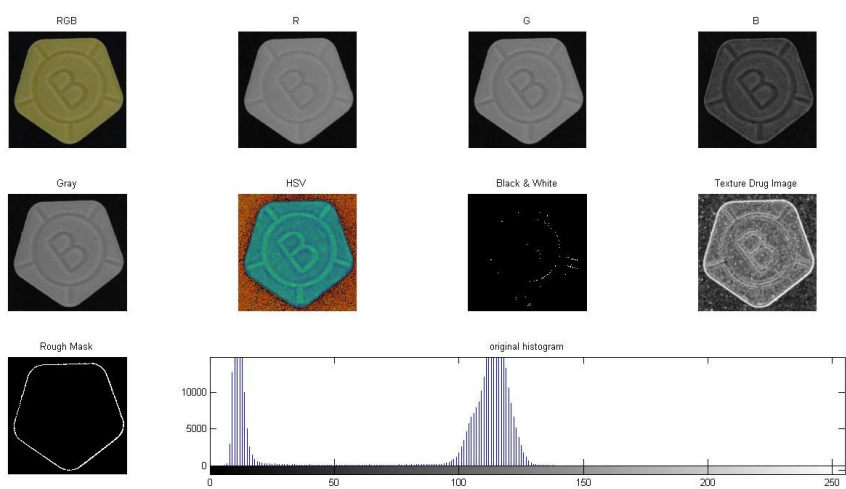 RGB
R
G
B
B
B
B
B
Gray
HSV
Black & White
Texture Drug Image
B
B
B
Rough Mask
original histogram
10000
5000
0
0
50
100
150
200
250